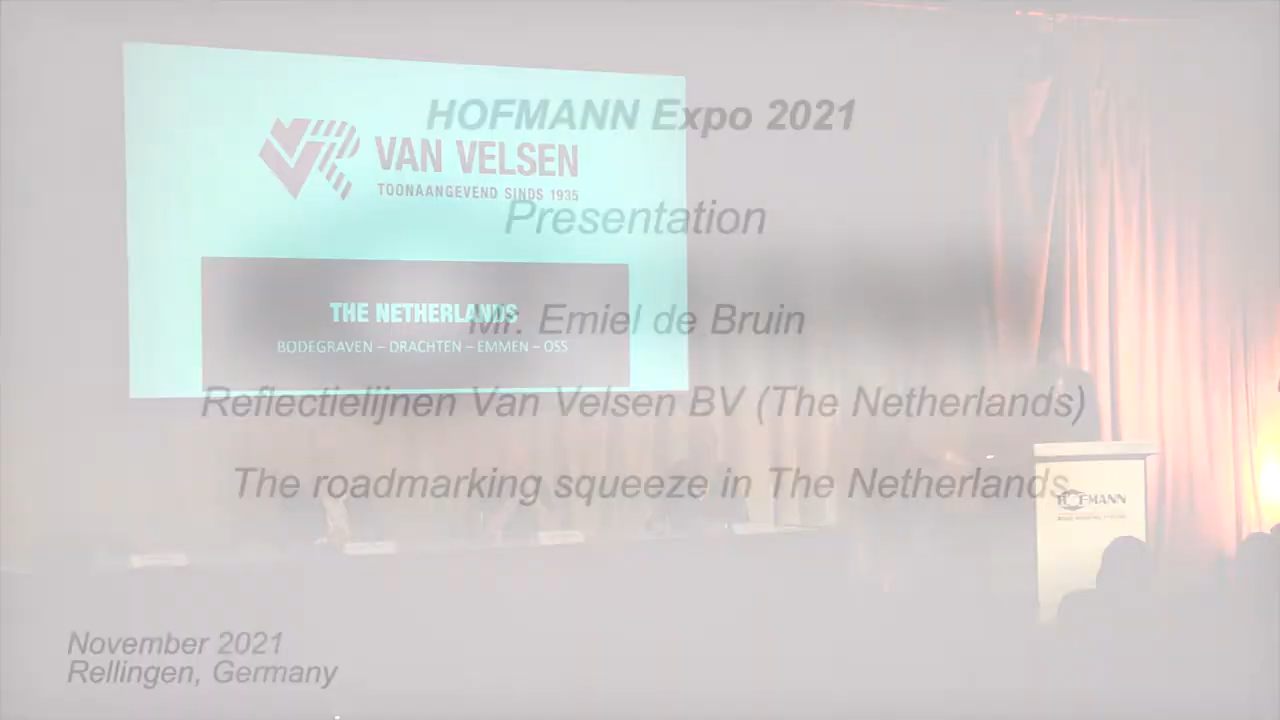 HOFMANN Expo 2021
VAN VELSEN
TOONAANGEVEND SINDS 1935
Presentation
THE NETHERLANDS
Mr. Emiel de Bruin
BODEGRAVEN – DRACHTEN – EMMEN – OSS
Reflectielijnen Van Velsen BV (The Netherlands)
The roadmarking squeeze in The Netherlands
HOFMANN
November 2021
Rellingen, Germany